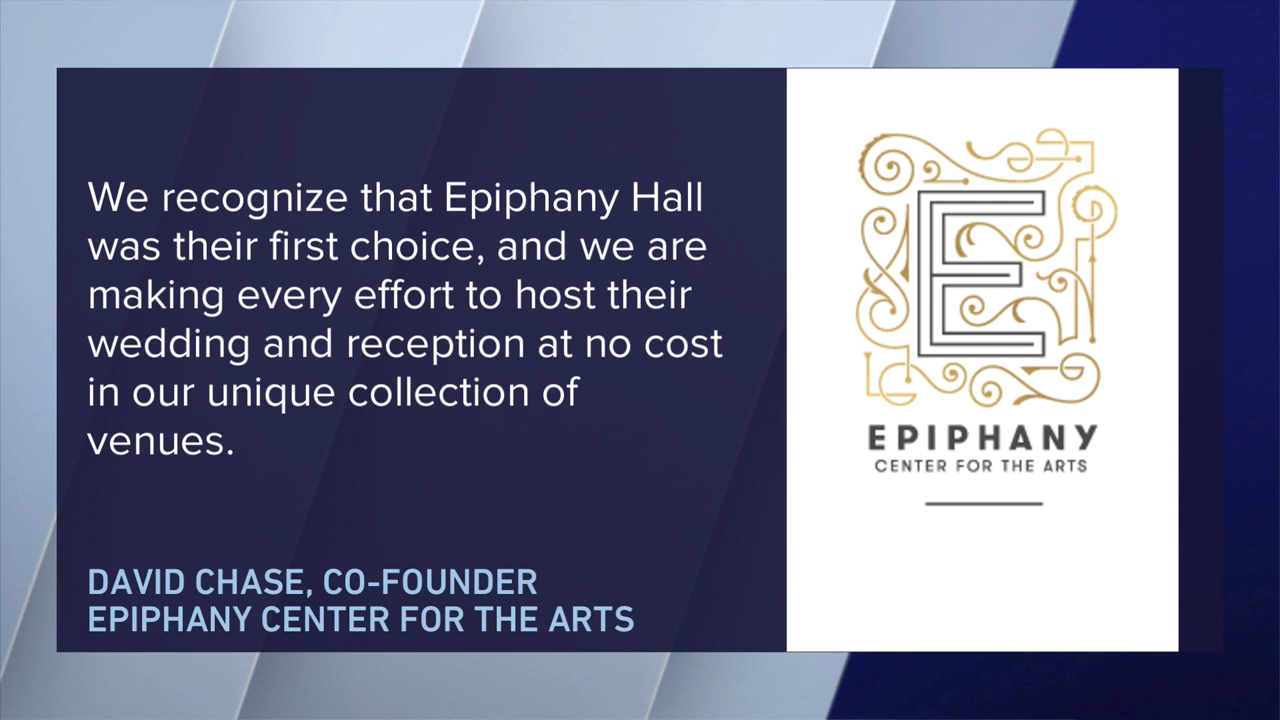 We recognize that Epiphany Hall
was their first choice, and we are
making every effort to host their
wedding and reception at no cost
in our unique collection of
venues.
DAVID CHASE, CO-FOUNDER
EPIPHANY CENTER FOR THE ARTS
E
EPIPHANY
CENTER FOR THE ARTS